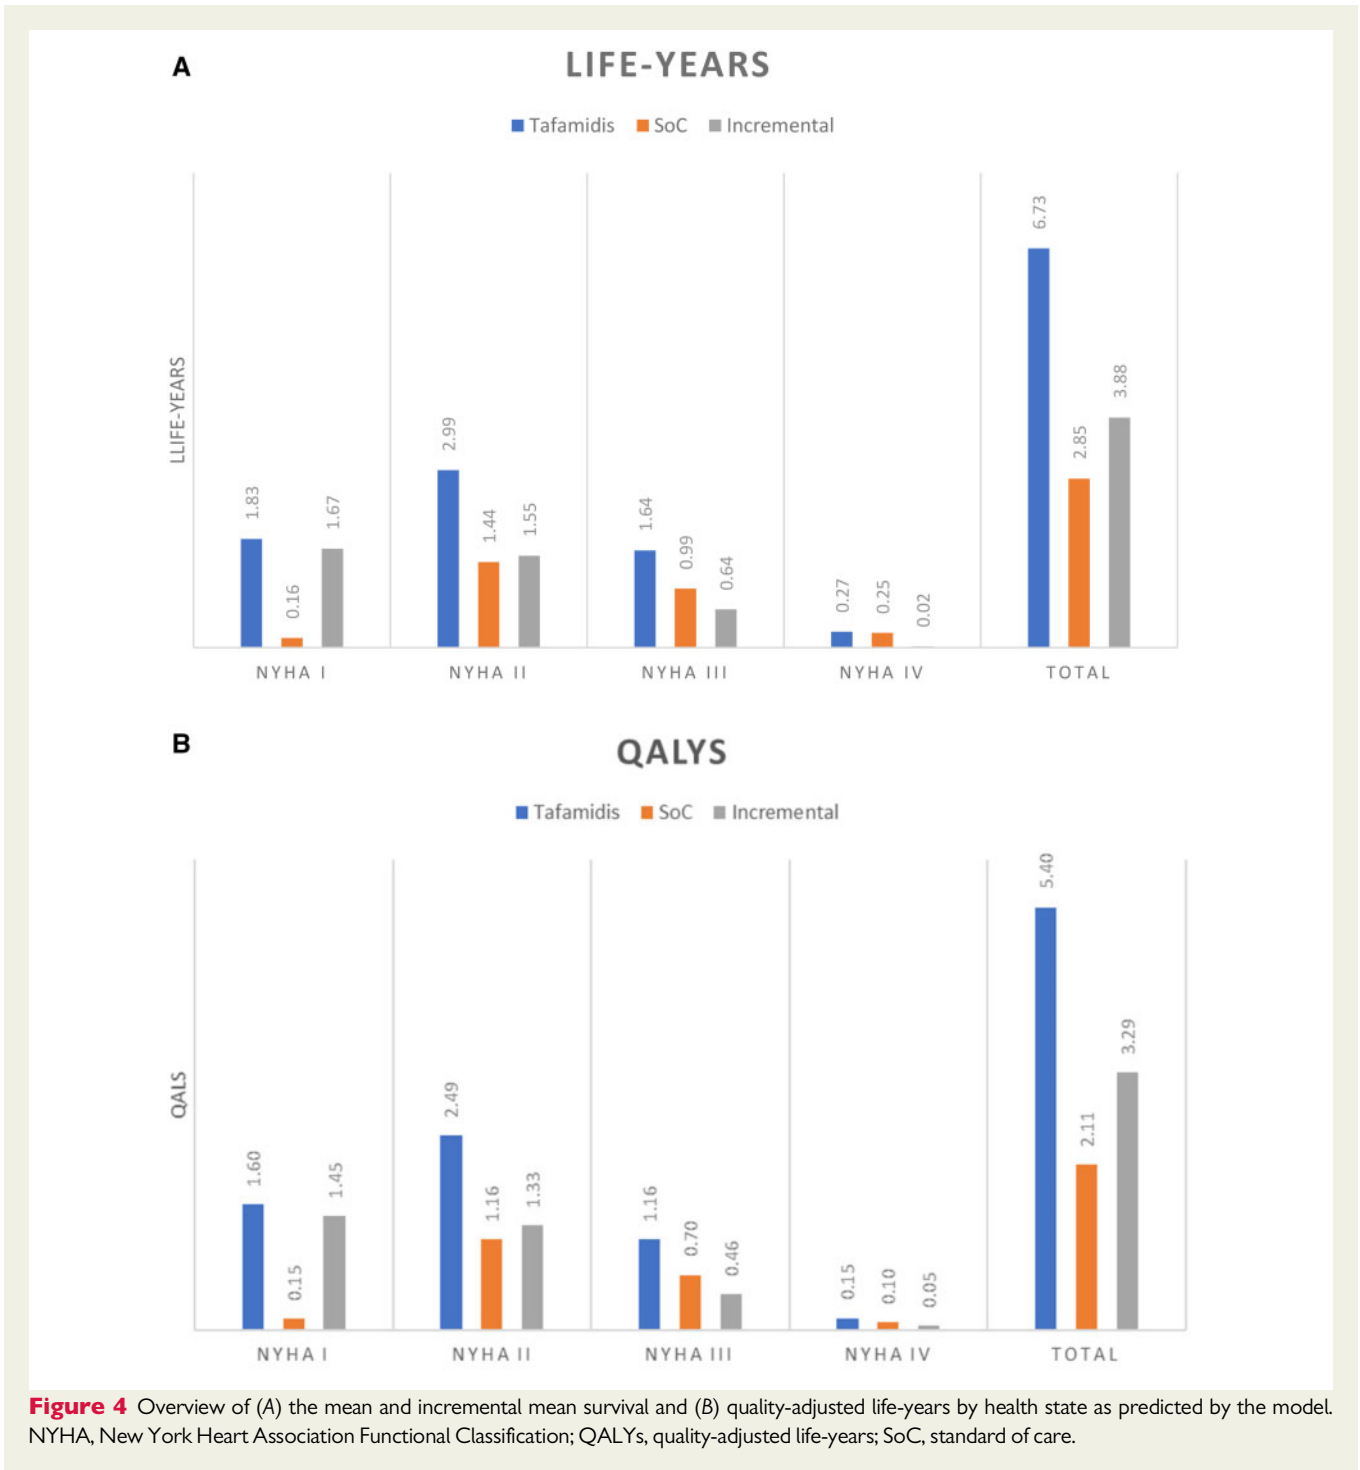 A
LIFE-YEARS
Tafamidis SoC Incremental
LLIFE-YEARS
1.83 0.16 1.67 2.99 1.44 1.55 1.64 0.99 0.64 0.27 0.25 0.02 6.73 2.85 3.88
NYHA I NYHA II NYHA III NYHA IV TOTAL
B
QALYS
Tafamidis SoC Incremental
QALS
1.60 0.15 1.45 2.49 1.16 1.33 1.16 0.70 0.46 0.15 0.10 0.05 5.40 2.11 3.29
NYHA I NYHA II NYHA III NYHA IV TOTAL
Figure 4 Overview of (A) the mean and incremental mean survival and (B) quality-adjusted life-years by health state as predicted by the model.
NYHA, New York Heart Association Functional Classification; QALYs, quality-adjusted life-years; SoC, standard of care.